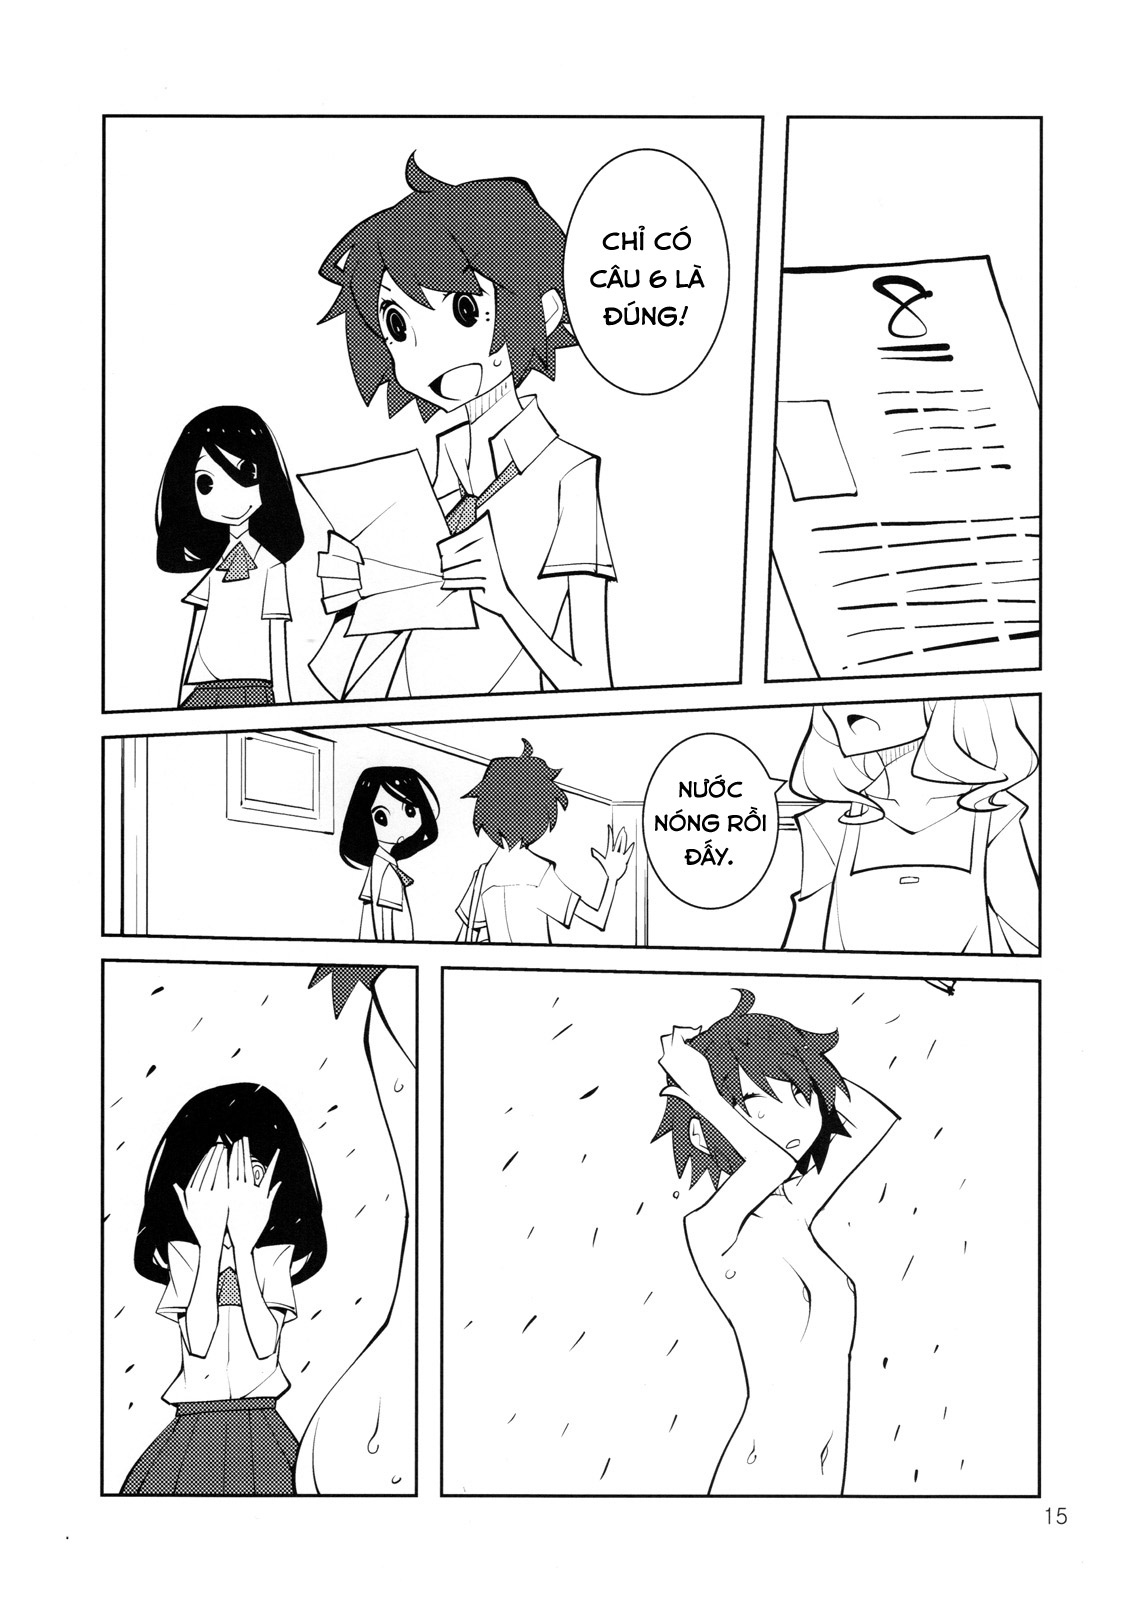 8
CHỈ CÓ
CÂU 6 LÀ
ĐÚNG!
NƯỚC
NÓNG RỒI
ĐẤY.
15